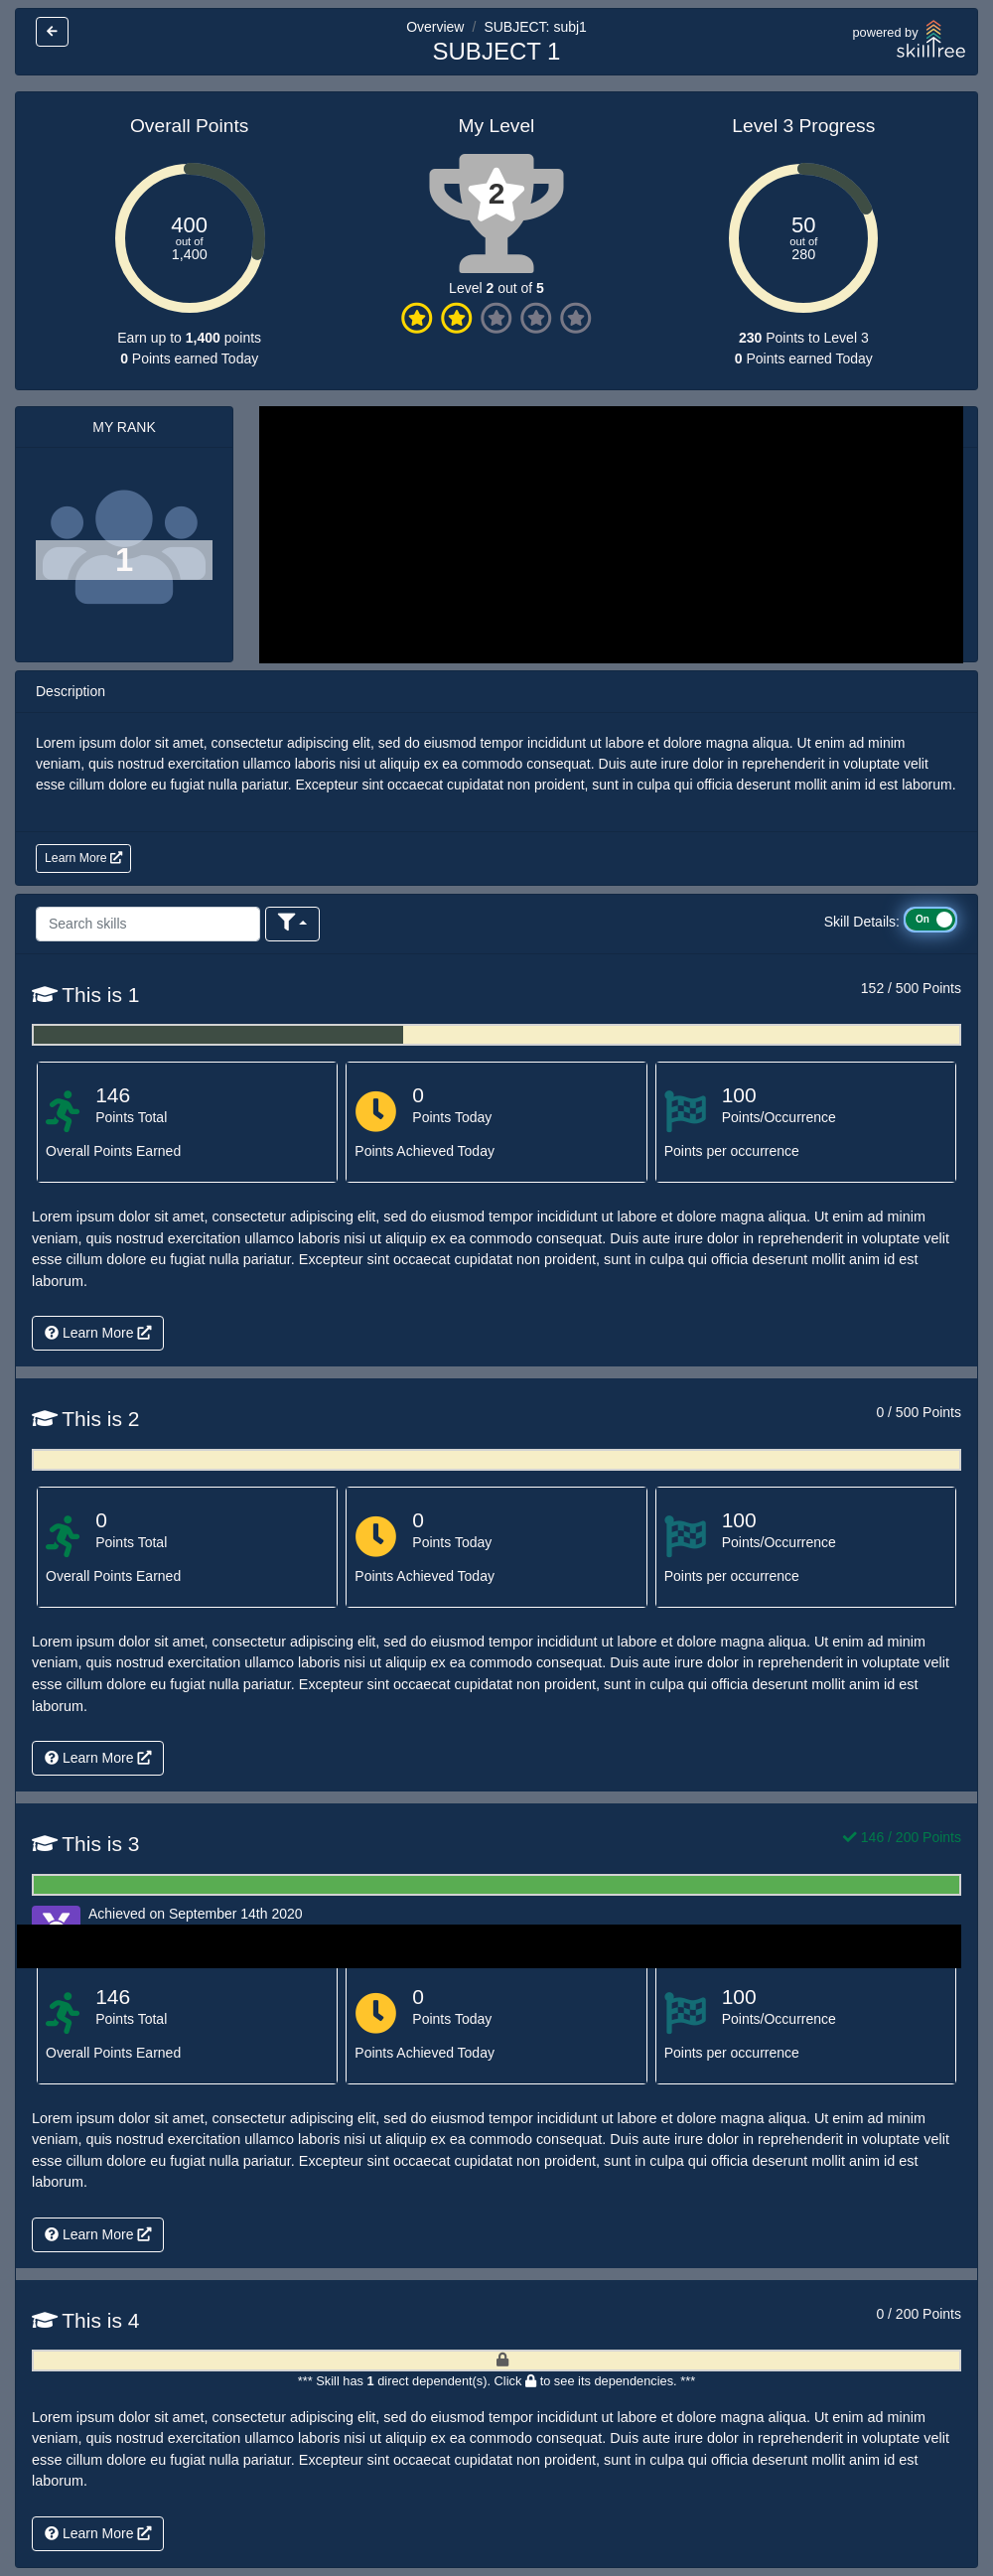 Overview / SUBJECT: subj1
SUBJECT 1
powered by
skilltree
Overall Points
My Level
Level 3 Progress
400
out of
1,400
2
50
out of
280
Level 2 out of 5
Earn up to 1,400 points
0 Points earned Today
230 Points to Level 3
0 Points earned Today
MY RANK
1
Description
Lorem ipsum dolor sit amet, consectetur adipiscing elit, sed do eiusmod tempor incididunt ut labore et dolore magna aliqua. Ut enim ad minim
veniam, quis nostrud exercitation ullamco laboris nisi ut aliquip ex ea commodo consequat. Duis aute irure dolor in reprehenderit in voluptate velit
esse cillum dolore eu fugiat nulla pariatur. Excepteur sint occaecat cupidatat non proident, sunt in culpa qui officia deserunt mollit anim id est laborum.
Learn More
Search skills
Skill Details: On
This is 1
152 / 500 Points
146
Points Total
Overall Points Earned
0
Points Today
Points Achieved Today
100
Points/Occurrence
Points per occurrence
Lorem ipsum dolor sit amet, consectetur adipiscing elit, sed do eiusmod tempor incididunt ut labore et dolore magna aliqua. Ut enim ad minim
veniam, quis nostrud exercitation ullamco laboris nisi ut aliquip ex ea commodo consequat. Duis aute irure dolor in reprehenderit in voluptate velit
esse cillum dolore eu fugiat nulla pariatur. Excepteur sint occaecat cupidatat non proident, sunt in culpa qui officia deserunt mollit anim id est
laborum.
Learn More
This is 2
0 / 500 Points
0
Points Total
Overall Points Earned
0
Points Today
Points Achieved Today
100
Points/Occurrence
Points per occurrence
Lorem ipsum dolor sit amet, consectetur adipiscing elit, sed do eiusmod tempor incididunt ut labore et dolore magna aliqua. Ut enim ad minim
veniam, quis nostrud exercitation ullamco laboris nisi ut aliquip ex ea commodo consequat. Duis aute irure dolor in reprehenderit in voluptate velit
esse cillum dolore eu fugiat nulla pariatur. Excepteur sint occaecat cupidatat non proident, sunt in culpa qui officia deserunt mollit anim id est
laborum.
Learn More
This is 3
146 / 200 Points
Achieved on September 14th 2020
146
Points Total
Overall Points Earned
0
Points Today
Points Achieved Today
100
Points/Occurrence
Points per occurrence
Lorem ipsum dolor sit amet, consectetur adipiscing elit, sed do eiusmod tempor incididunt ut labore et dolore magna aliqua. Ut enim ad minim
veniam, quis nostrud exercitation ullamco laboris nisi ut aliquip ex ea commodo consequat. Duis aute irure dolor in reprehenderit in voluptate velit
esse cillum dolore eu fugiat nulla pariatur. Excepteur sint occaecat cupidatat non proident, sunt in culpa qui officia deserunt mollit anim id est
laborum.
Learn More
This is 4
0 / 200 Points
*** Skill has 1 direct dependent(s). Click to see its dependencies. ***
Lorem ipsum dolor sit amet, consectetur adipiscing elit, sed do eiusmod tempor incididunt ut labore et dolore magna aliqua. Ut enim ad minim
veniam, quis nostrud exercitation ullamco laboris nisi ut aliquip ex ea commodo consequat. Duis aute irure dolor in reprehenderit in voluptate velit
esse cillum dolore eu fugiat nulla pariatur. Excepteur sint occaecat cupidatat non proident, sunt in culpa qui officia deserunt mollit anim id est
laborum.
Learn More